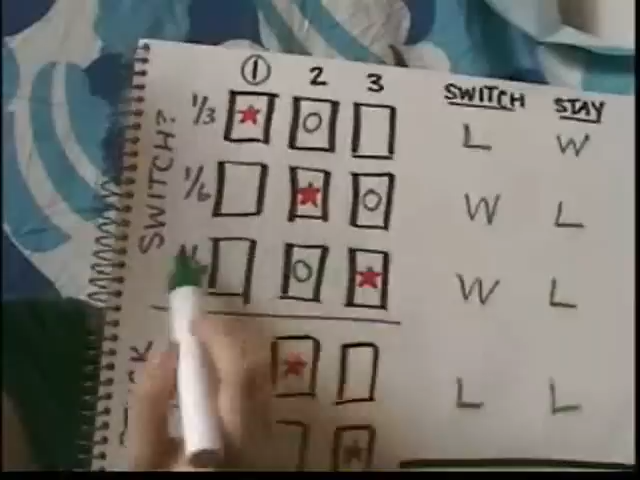 ① 2 3 SWITCH STAY
1/3 O L W
SWITCH?
1/6 O W L
O W L
L L